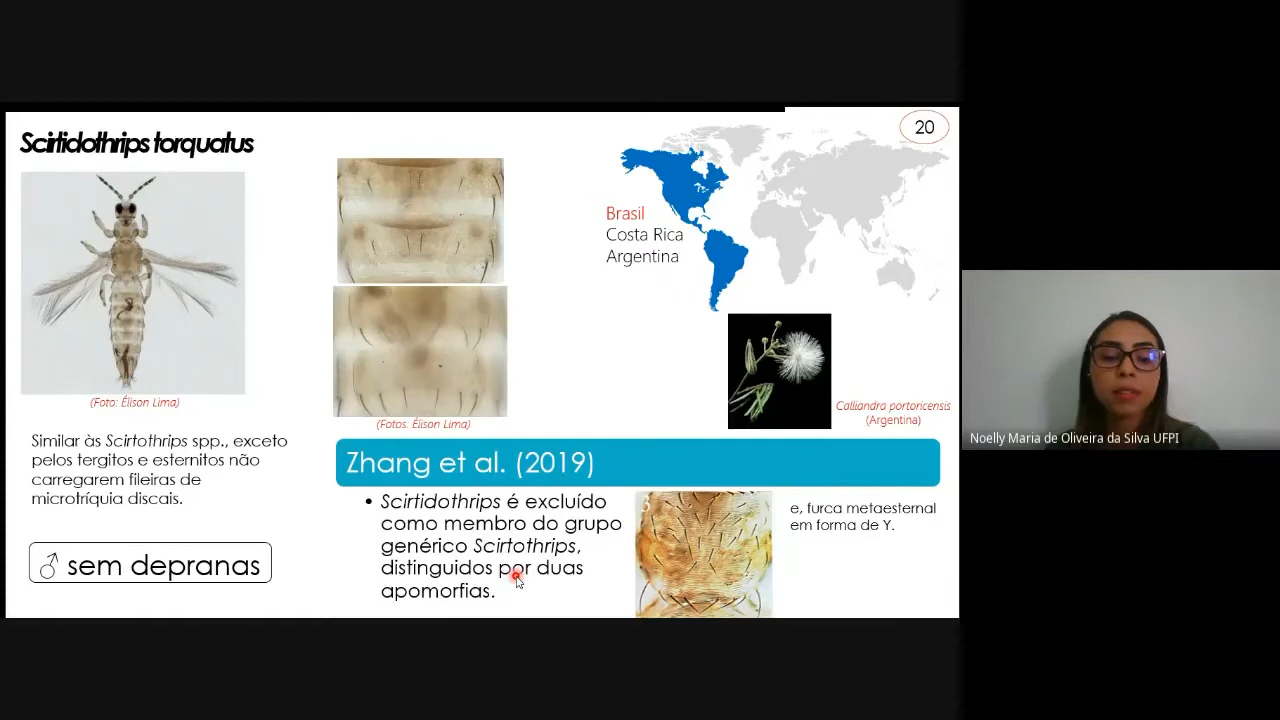 Scirtidothrips torquatus
20
Brasil
Costa Rica
Argentina
(Foto: Élison Lima)
(Fotos: Élison Lima)
Calliandra portoricensis
(Argentina)
Similar às Scirtothrips spp., exceto
pelos tergitos e esternitos não
carregarem fileiras de
microtríquia discais.
♂ sem depranas
Zhang et al. (2019)
• Scirtidothrips é excluído
como membro do grupo
genérico Scirtothrips,
distinguidos por duas
apomorfias.
e, furca metaesternal
em forma de Y.
Noelly Maria de Oliveira da Silva UFPI